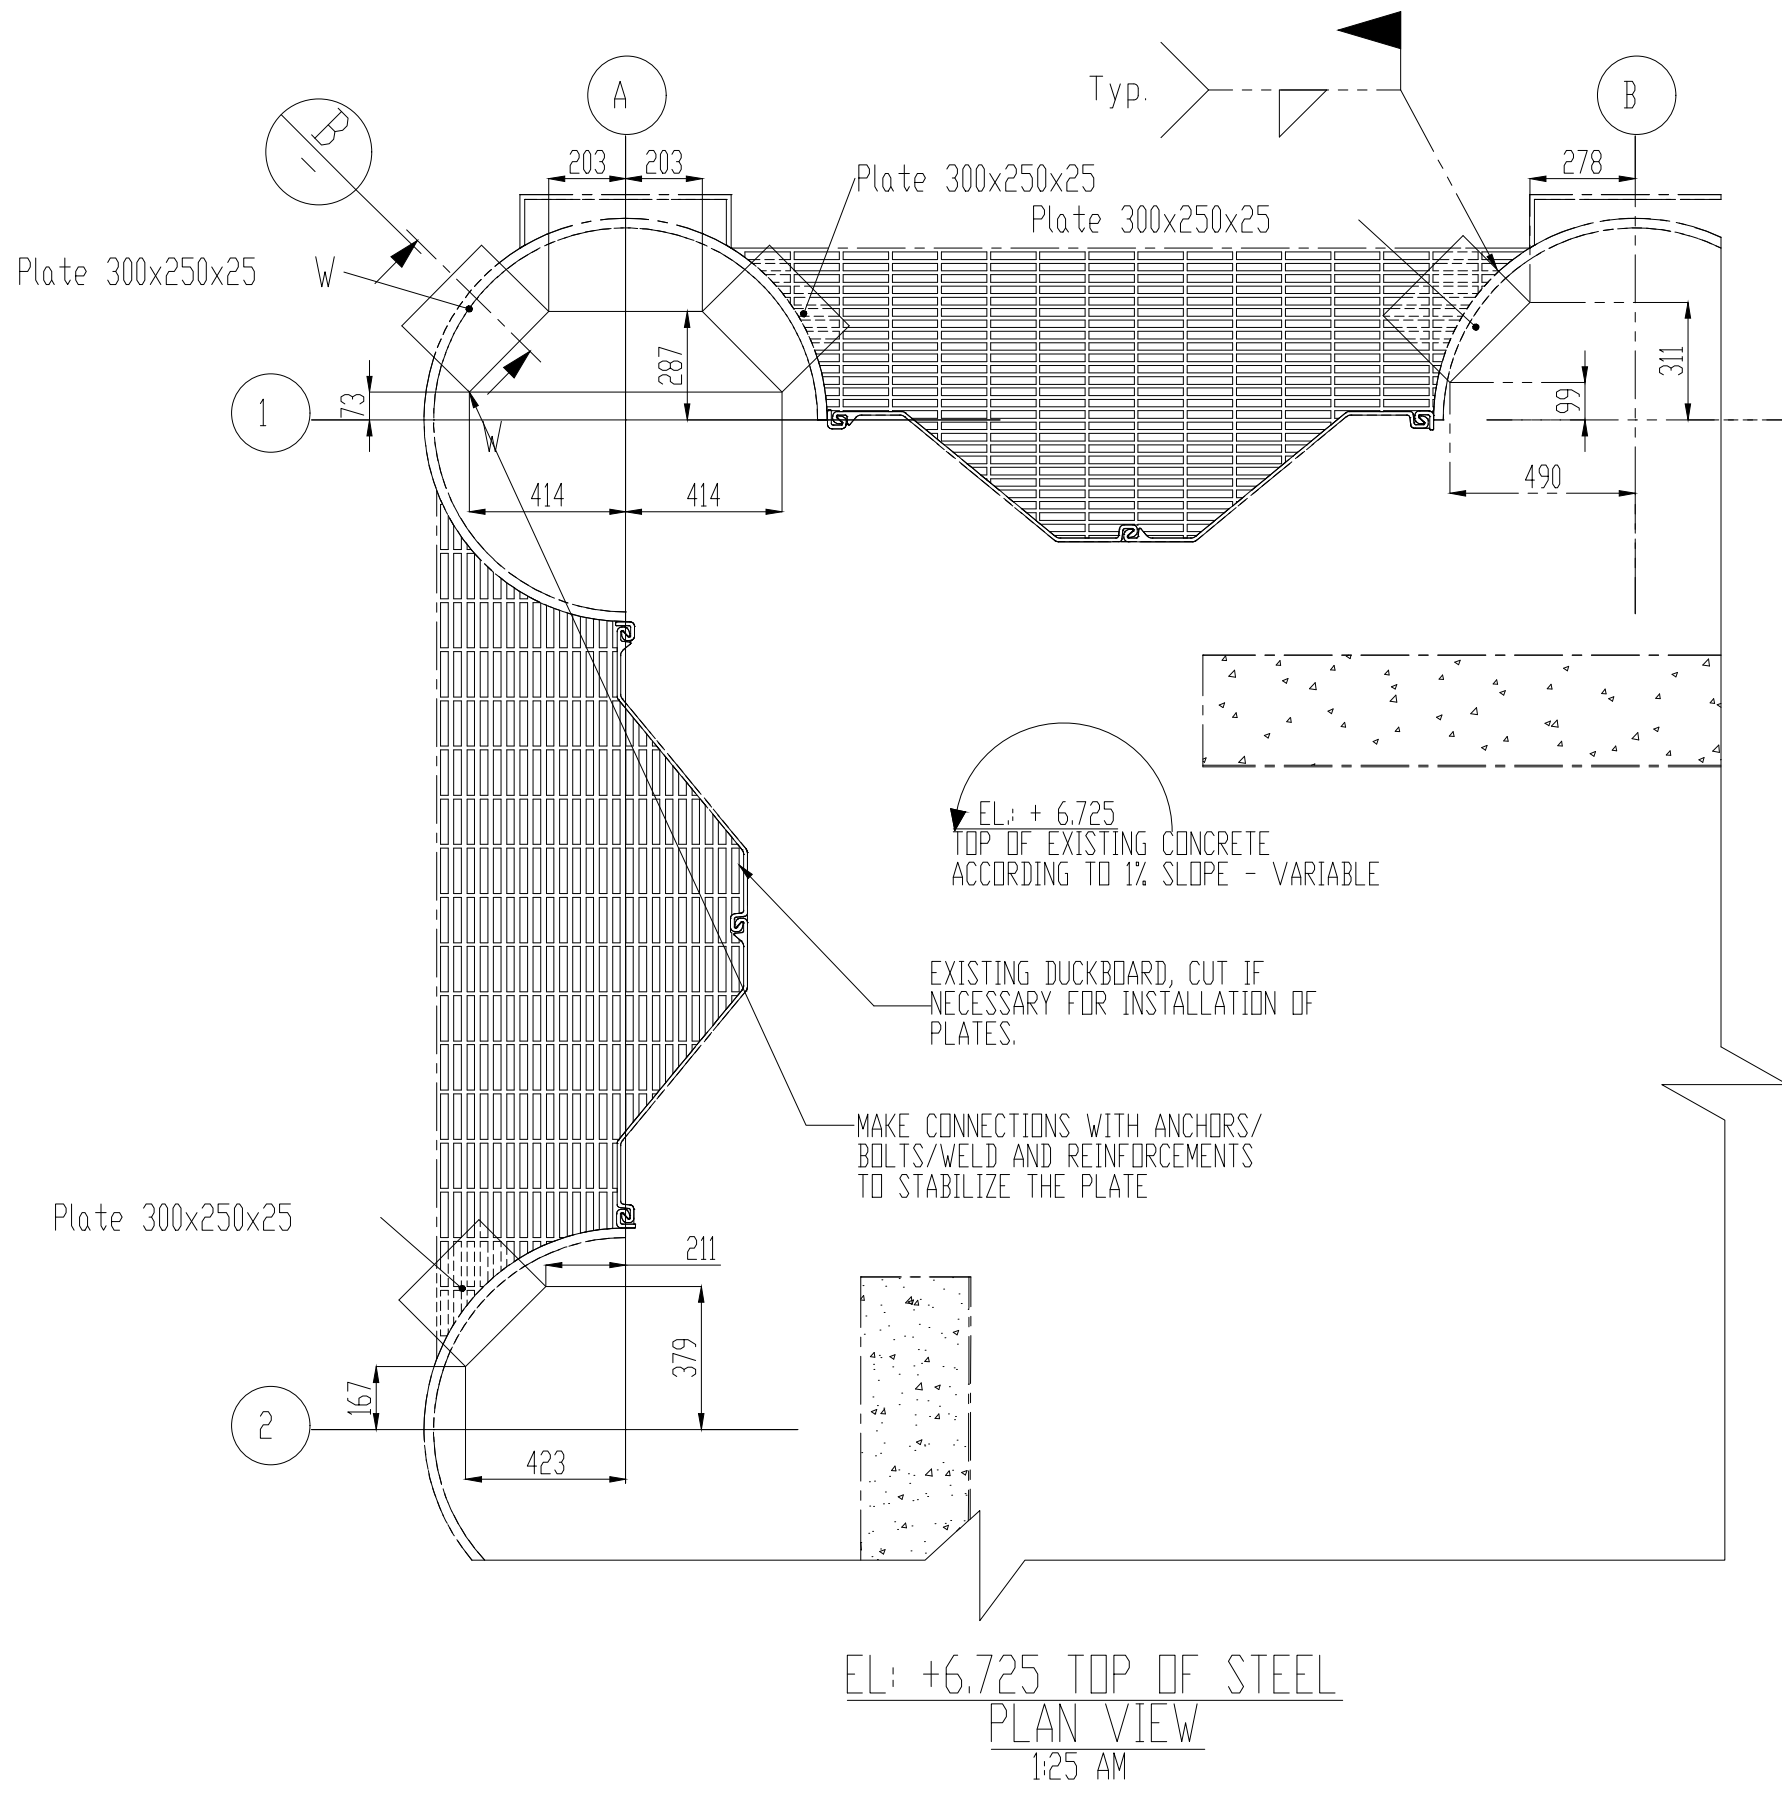 Typ.
A
B
B
203
203
278
Plate 300x250x25
Plate 300x250x25
Plate 300x250x25
W
287
311
73
99
1
W
414
414
490
EL.: + 6.725
TOP OF EXISTING CONCRETE
ACCORDING TO 1% SLOPE - VARIABLE
EXISTING DUCKBOARD, CUT IF
NECESSARY FOR INSTALLATION OF
PLATES.
MAKE CONNECTIONS WITH ANCHORS/
BOLTS/WELD AND REINFORCEMENTS
TO STABILIZE THE PLATE
Plate 300x250x25
211
379
167
2
423
EL: +6.725 TOP OF STEEL
PLAN VIEW
1:25 AM